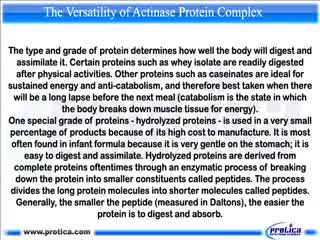 The Versatility of Actinase Protein Complex
The type and grade of protein determines how well the body will digest and
assimilate it. Certain proteins such as whey isolate are readily digested
after physical activities. Other proteins such as caseinates are ideal for
sustained energy and anti-catabolism, and therefore best taken when there
will be a long lapse before the next meal (catabolism is the state in which
the body breaks down muscle tissue for energy).
One special grade of proteins - hydrolyzed proteins - is used in a very small
percentage of products because of its high cost to manufacture. It is most
often found in infant formula because it is very gentle on the stomach; it is
easy to digest and assimilate. Hydrolyzed proteins are derived from
complete proteins oftentimes through an enzymatic process of breaking
down the protein into smaller constituents called peptides. The process
divides the long protein molecules into shorter molecules called peptides.
Generally, the smaller the peptide (measured in Daltons), the easier the
protein is to digest and absorb.
www.protica.com
protica